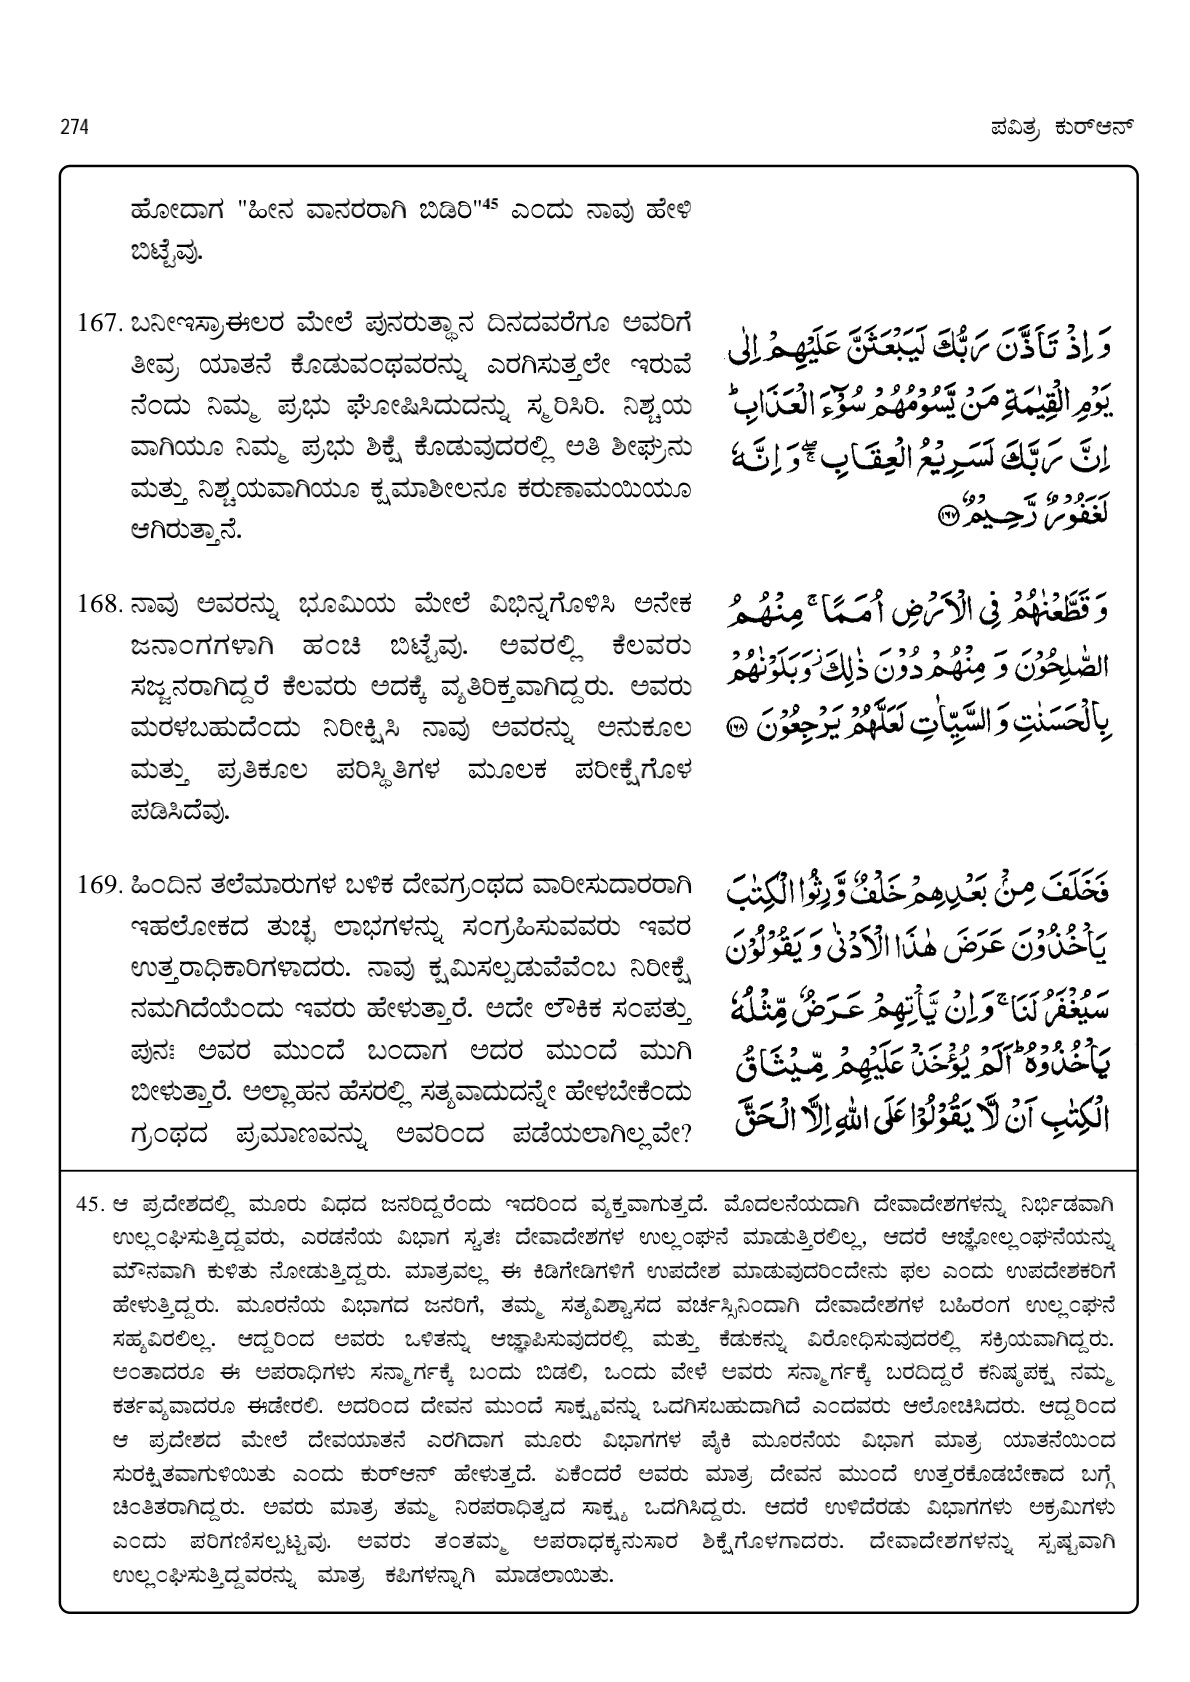 274
ಪವಿತ್ರ ಕುರ್‌ಆನ್
ಹೋದಾಗ "ಹೀನ ವಾನರರಾಗಿ ಬಿಡಿರಿ"45 ಎಂದು ನಾವು ಹೇಳಿ
ಬಿಟ್ಟೆವು.
167. ಬನೀಇಸ್ರಾಈಲರ ಮೇಲೆ ಪುನರುತ್ಥಾನ ದಿನದವರೆಗೂ ಅವರಿಗೆ
ತೀವ್ರ ಯಾತನೆ ಕೊಡುವಂಥವರನ್ನು ಎರಗಿಸುತ್ತಲೇ ಇರುವೆ
ನೆಂದು ನಿಮ್ಮ ಪ್ರಭು ಘೋಷಿಸಿದುದನ್ನು ಸ್ಮರಿಸಿರಿ. ನಿಶ್ಚಯ
ವಾಗಿಯೂ ನಿಮ್ಮ ಪ್ರಭು ಶಿಕ್ಷೆ ಕೊಡುವುದರಲ್ಲಿ ಅತಿ ಶೀಘ್ರನು
ಮತ್ತು ನಿಶ್ಚಯವಾಗಿಯೂ ಕ್ಷಮಾಶೀಲನೂ ಕರುಣಾಮಯಿಯೂ
ಆಗಿರುತ್ತಾನೆ.
وَ اِذْ تَاَذَّنَ رَبُّكَ لَيَبْعَثَنَّ عَلَيْهِمْ اِلٰى
يَوْمِ الْقِيٰمَةِ مَنْ يَّسُوْمُهُمْ سُوْٓءَ الْعَذَابِ ؕ
اِنَّ رَبَّكَ لَسَرِيْعُ الْعِقَابِ ۖۚ وَ اِنَّهٗ
لَغَفُوْرٌ رَّحِيْمٌ ﴿۱۶۷﴾
168. ನಾವು ಅವರನ್ನು ಭೂಮಿಯ ಮೇಲೆ ವಿಭಿನ್ನಗೊಳಿಸಿ ಅನೇಕ
ಜನಾಂಗಗಳಾಗಿ ಹಂಚಿ ಬಿಟ್ಟೆವು. ಅವರಲ್ಲಿ ಕೆಲವರು
ಸಜ್ಜನರಾಗಿದ್ದರೆ ಕೆಲವರು ಅದಕ್ಕೆ ವ್ಯತಿರಿಕ್ತವಾಗಿದ್ದರು. ಅವರು
ಮರಳಬಹುದೆಂದು ನಿರೀಕ್ಷಿಸಿ ನಾವು ಅವರನ್ನು ಅನುಕೂಲ
ಮತ್ತು ಪ್ರತಿಕೂಲ ಪರಿಸ್ಥಿತಿಗಳ ಮೂಲಕ ಪರೀಕ್ಷೆಗೊಳ
ಪಡಿಸಿದೆವು.
وَ قَطَّعْنٰهُمْ فِي الْاَرْضِ اُمَمًا ۚ مِنْهُمُ
الصّٰلِحُوْنَ وَ مِنْهُمْ دُوْنَ ذٰلِكَ ۫ وَ بَلَوْنٰهُمْ
بِالْحَسَنٰتِ وَ السَّيِّاٰتِ لَعَلَّهُمْ يَرْجِعُوْنَ ﴿۱۶۸﴾
169. ಹಿಂದಿನ ತಲೆಮಾರುಗಳ ಬಳಿಕ ದೇವಗ್ರಂಥದ ವಾರೀಸುದಾರರಾಗಿ
ಇಹಲೋಕದ ತುಚ್ಛ ಲಾಭಗಳನ್ನು ಸಂಗ್ರಹಿಸುವವರು ಇವರ
ಉತ್ತರಾಧಿಕಾರಿಗಳಾದರು. ನಾವು ಕ್ಷಮಿಸಲ್ಪಡುವೆವೆಂಬ ನಿರೀಕ್ಷೆ
ನಮಗಿದೆಯೆಂದು ಇವರು ಹೇಳುತ್ತಾರೆ. ಅದೇ ಲೌಕಿಕ ಸಂಪತ್ತು
ಪುನಃ ಅವರ ಮುಂದೆ ಬಂದಾಗ ಅದರ ಮುಂದೆ ಮುಗಿ
ಬೀಳುತ್ತಾರೆ. ಅಲ್ಲಾಹನ ಹೆಸರಲ್ಲಿ ಸತ್ಯವಾದುದನ್ನೇ ಹೇಳಬೇಕೆಂದು
ಗ್ರಂಥದ ಪ್ರಮಾಣವನ್ನು ಅವರಿಂದ ಪಡೆಯಲಾಗಿಲ್ಲವೇ?
فَخَلَفَ مِنْۢ بَعْدِهِمْ خَلْفٌ وَّرِثُوا الْكِتٰبَ
يَاْخُذُوْنَ عَرَضَ هٰذَا الْاَدْنٰى وَ يَقُوْلُوْنَ
سَيُغْفَرُ لَنَا ۚ وَ اِنْ يَّاْتِهِمْ عَرَضٌ مِّثْلُهٗ
يَاْخُذُوْهُ ؕ اَلَمْ يُؤْخَذْ عَلَيْهِمْ مِّيْثَاقُ
الْكِتٰبِ اَنْ لَّا يَقُوْلُوْا عَلَى اللّٰهِ اِلَّا الْحَقَّ
45. ಆ ಪ್ರದೇಶದಲ್ಲಿ ಮೂರು ವಿಧದ ಜನರಿದ್ದರೆಂದು ಇದರಿಂದ ವ್ಯಕ್ತವಾಗುತ್ತದೆ. ಮೊದಲನೆಯದಾಗಿ ದೇವಾದೇಶಗಳನ್ನು ನಿರ್ಭಿಡವಾಗಿ
ಉಲ್ಲಂಘಿಸುತ್ತಿದ್ದವರು, ಎರಡನೆಯ ವಿಭಾಗ ಸ್ವತಃ ದೇವಾದೇಶಗಳ ಉಲ್ಲಂಘನೆ ಮಾಡುತ್ತಿರಲಿಲ್ಲ, ಆದರೆ ಆಜ್ಞೋಲ್ಲಂಘನೆಯನ್ನು
ಮೌನವಾಗಿ ಕುಳಿತು ನೋಡುತ್ತಿದ್ದರು. ಮಾತ್ರವಲ್ಲ ಈ ಕಿಡಿಗೇಡಿಗಳಿಗೆ ಉಪದೇಶ ಮಾಡುವುದರಿಂದೇನು ಫಲ ಎಂದು ಉಪದೇಶಕರಿಗೆ
ಹೇಳುತ್ತಿದ್ದರು. ಮೂರನೆಯ ವಿಭಾಗದ ಜನರಿಗೆ, ತಮ್ಮ ಸತ್ಯವಿಶ್ವಾಸದ ವರ್ಚಸ್ಸಿನಿಂದಾಗಿ ದೇವಾದೇಶಗಳ ಬಹಿರಂಗ ಉಲ್ಲಂಘನೆ
ಸಹ್ಯವಿರಲಿಲ್ಲ. ಆದ್ದರಿಂದ ಅವರು ಒಳಿತನ್ನು ಆಜ್ಞಾಪಿಸುವುದರಲ್ಲಿ ಮತ್ತು ಕೆಡುಕನ್ನು ವಿರೋಧಿಸುವುದರಲ್ಲಿ ಸಕ್ರಿಯವಾಗಿದ್ದರು.
ಅಂತಾದರೂ ಈ ಅಪರಾಧಿಗಳು ಸನ್ಮಾರ್ಗಕ್ಕೆ ಬಂದು ಬಿಡಲಿ, ಒಂದು ವೇಳೆ ಅವರು ಸನ್ಮಾರ್ಗಕ್ಕೆ ಬರದಿದ್ದರೆ ಕನಿಷ್ಠಪಕ್ಷ ನಮ್ಮ
ಕರ್ತವ್ಯವಾದರೂ ಈಡೇರಲಿ. ಅದರಿಂದ ದೇವನ ಮುಂದೆ ಸಾಕ್ಷ್ಯವನ್ನು ಒದಗಿಸಬಹುದಾಗಿದೆ ಎಂದವರು ಆಲೋಚಿಸಿದರು. ಆದ್ದರಿಂದ
ಆ ಪ್ರದೇಶದ ಮೇಲೆ ದೇವಯಾತನೆ ಎರಗಿದಾಗ ಮೂರು ವಿಭಾಗಗಳ ಪೈಕಿ ಮೂರನೆಯ ವಿಭಾಗ ಮಾತ್ರ ಯಾತನೆಯಿಂದ
ಸುರಕ್ಷಿತವಾಗುಳಿಯಿತು ಎಂದು ಕುರ್‌ಆನ್ ಹೇಳುತ್ತದೆ. ಏಕೆಂದರೆ ಅವರು ಮಾತ್ರ ದೇವನ ಮುಂದೆ ಉತ್ತರಕೊಡಬೇಕಾದ ಬಗ್ಗೆ
ಚಿಂತಿತರಾಗಿದ್ದರು. ಅವರು ಮಾತ್ರ ತಮ್ಮ ನಿರಪರಾಧಿತ್ವದ ಸಾಕ್ಷ್ಯ ಒದಗಿಸಿದ್ದರು. ಆದರೆ ಉಳಿದೆರಡು ವಿಭಾಗಗಳು ಅಕ್ರಮಿಗಳು
ಎಂದು ಪರಿಗಣಿಸಲ್ಪಟ್ಟವು. ಅವರು ತಂತಮ್ಮ ಅಪರಾಧಕ್ಕನುಸಾರ ಶಿಕ್ಷೆಗೊಳಗಾದರು. ದೇವಾದೇಶಗಳನ್ನು ಸ್ಪಷ್ಟವಾಗಿ
ಉಲ್ಲಂಘಿಸುತ್ತಿದ್ದವರನ್ನು ಮಾತ್ರ ಕಪಿಗಳನ್ನಾಗಿ ಮಾಡಲಾಯಿತು.